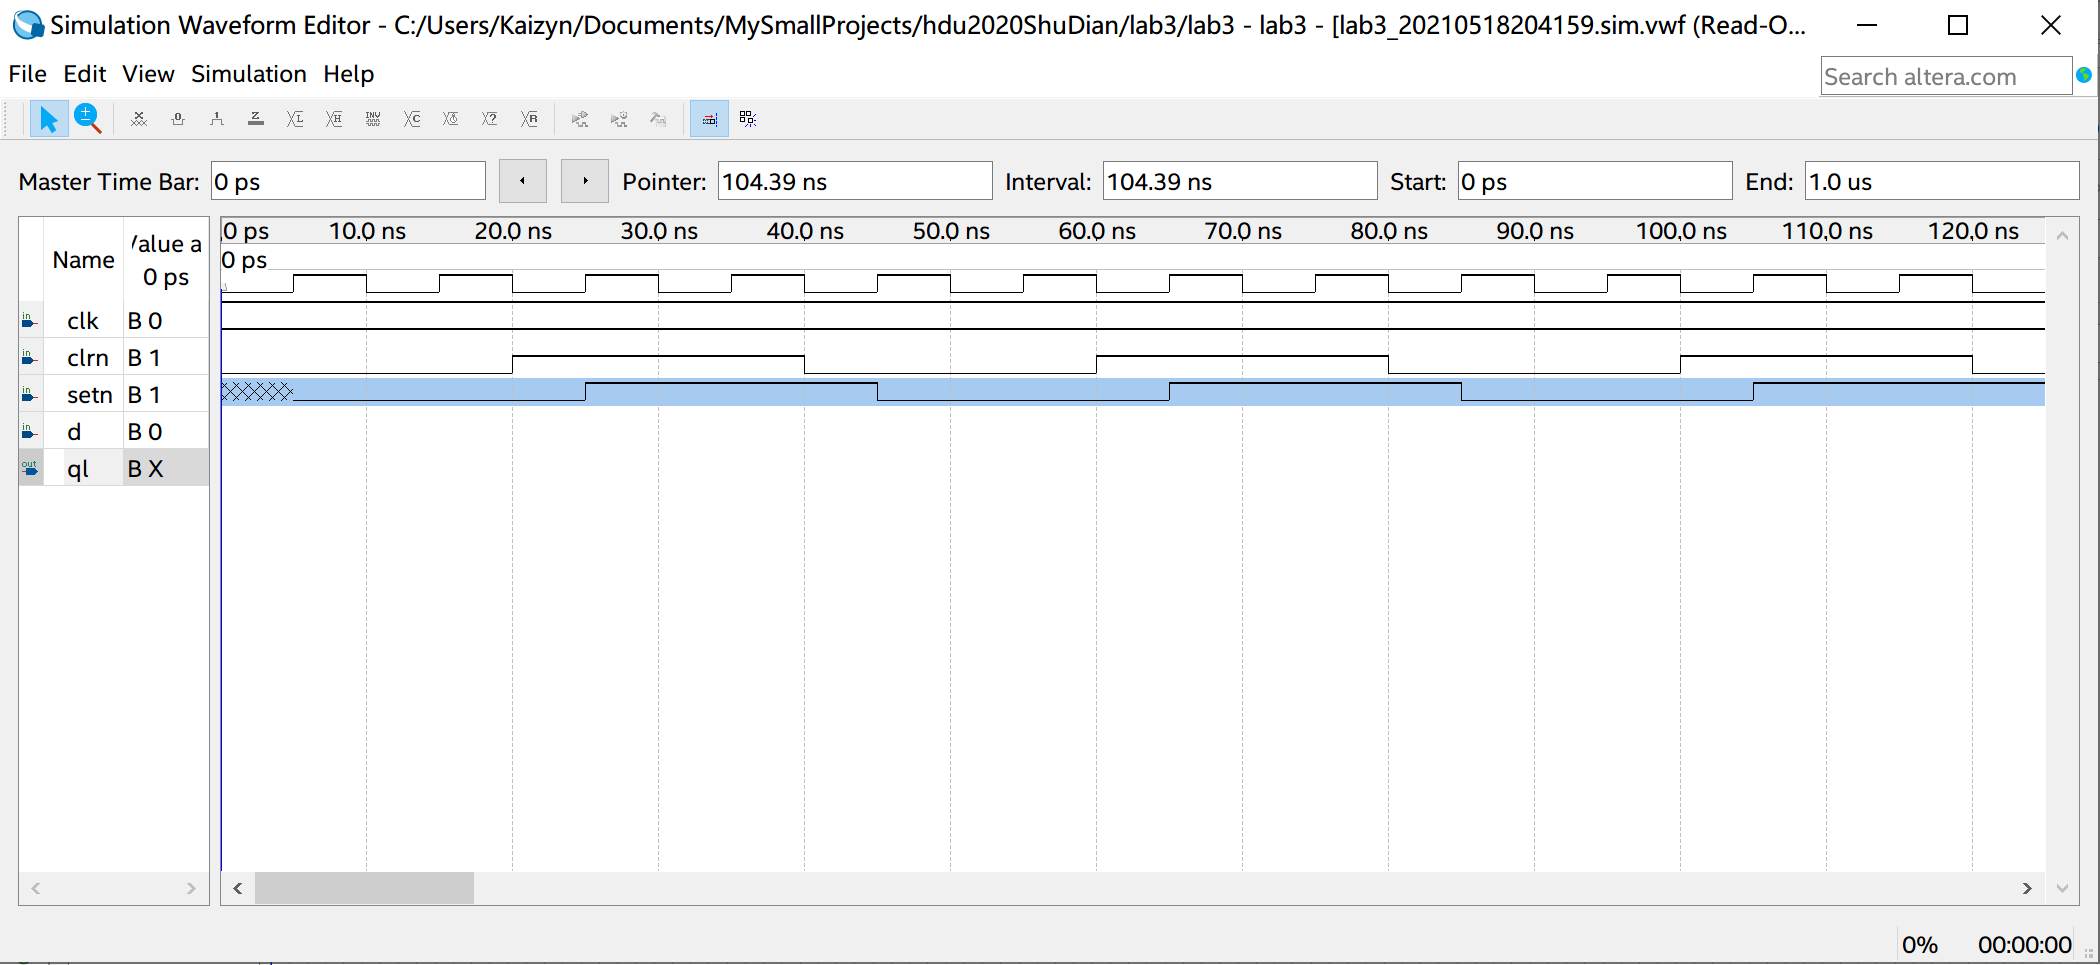 Simulation Waveform Editor - C:/Users/Kaizyn/Documents/MySmallProjects/hdu2020ShuDian/lab3/lab3 - lab3 - [lab3_20210518204159.sim.vwf (Read-O...
File Edit View Simulation Help
Search altera.com
Master Time Bar: 0 ps Pointer: 104.39 ns Interval: 104.39 ns Start: 0 ps End: 1.0 us
Name
Value a
0 ps
0 ps 10.0 ns 20.0 ns 30.0 ns 40.0 ns 50.0 ns 60.0 ns 70.0 ns 80.0 ns 90.0 ns 100.0 ns 110.0 ns 120.0 ns
0 ps
in clk B 0
in clrn B 1
in setn B 1
in d B 0
out ql B X
0% 00:00:00